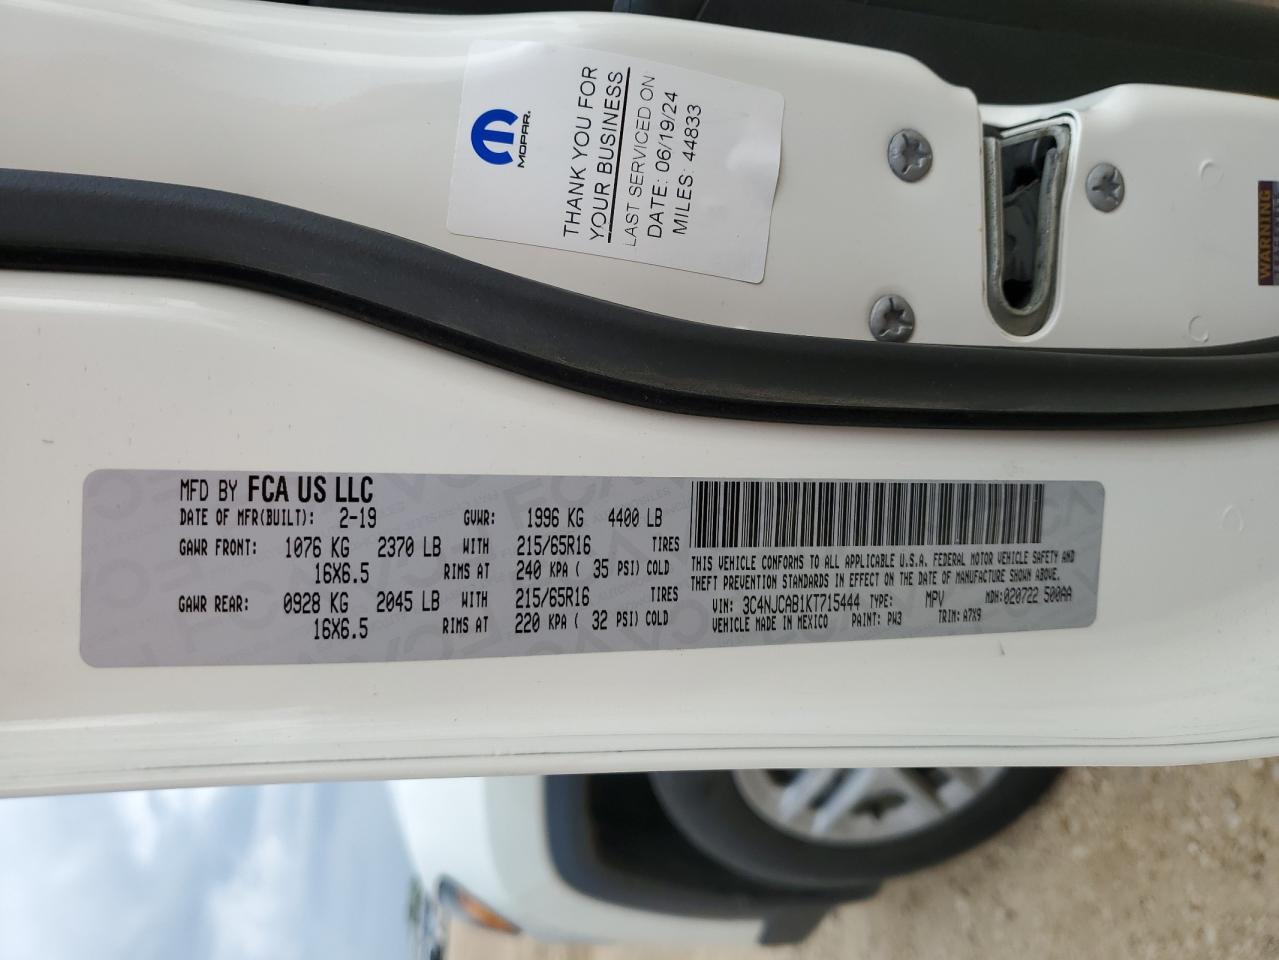 MOPAR.
THANK YOU FOR
YOUR BUSINESS
LAST SERVICED ON
DATE: 06/19/24
MILES: 44833
WARNING
MFD BY FCA US LLC
DATE OF MFR(BUILT): 2-19 GVWR: 1996 KG 4400 LB
GAWR FRONT: 1076 KG 2370 LB WITH 215/65R16 TIRES
16X6.5 RIMS AT 240 KPA ( 35 PSI) COLD
GAWR REAR: 0928 KG 2045 LB WITH 215/65R16 TIRES
16X6.5 RIMS AT 220 KPA ( 32 PSI) COLD
THIS VEHICLE CONFORMS TO ALL APPLICABLE U.S.A. FEDERAL MOTOR VEHICLE SAFETY AND
THEFT PREVENTION STANDARDS IN EFFECT ON THE DATE OF MANUFACTURE SHOWN ABOVE.
VIN: 3C4NJCAB1KT715444 TYPE: MPV MDH:020722 500AA
VEHICLE MADE IN MEXICO PAINT: PW3 TRIM: A7X9